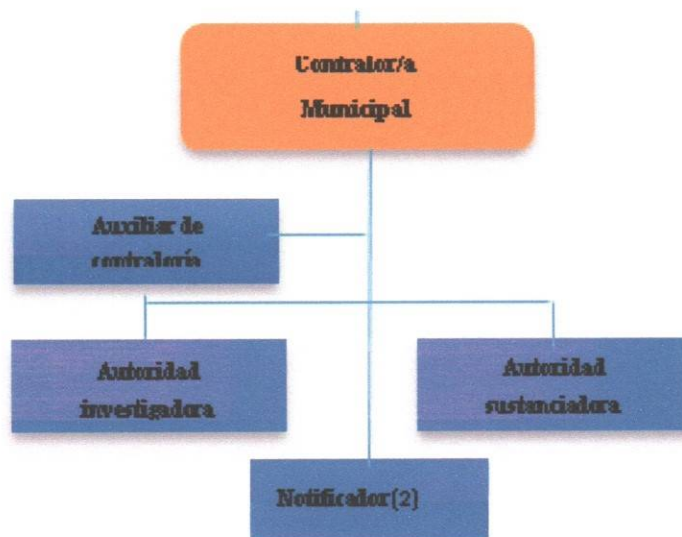 Contralor/a
Municipal
Auxiliar de
contraloría
Autoridad
investigadora
Autoridad
sustanciadora
Notificador(2)